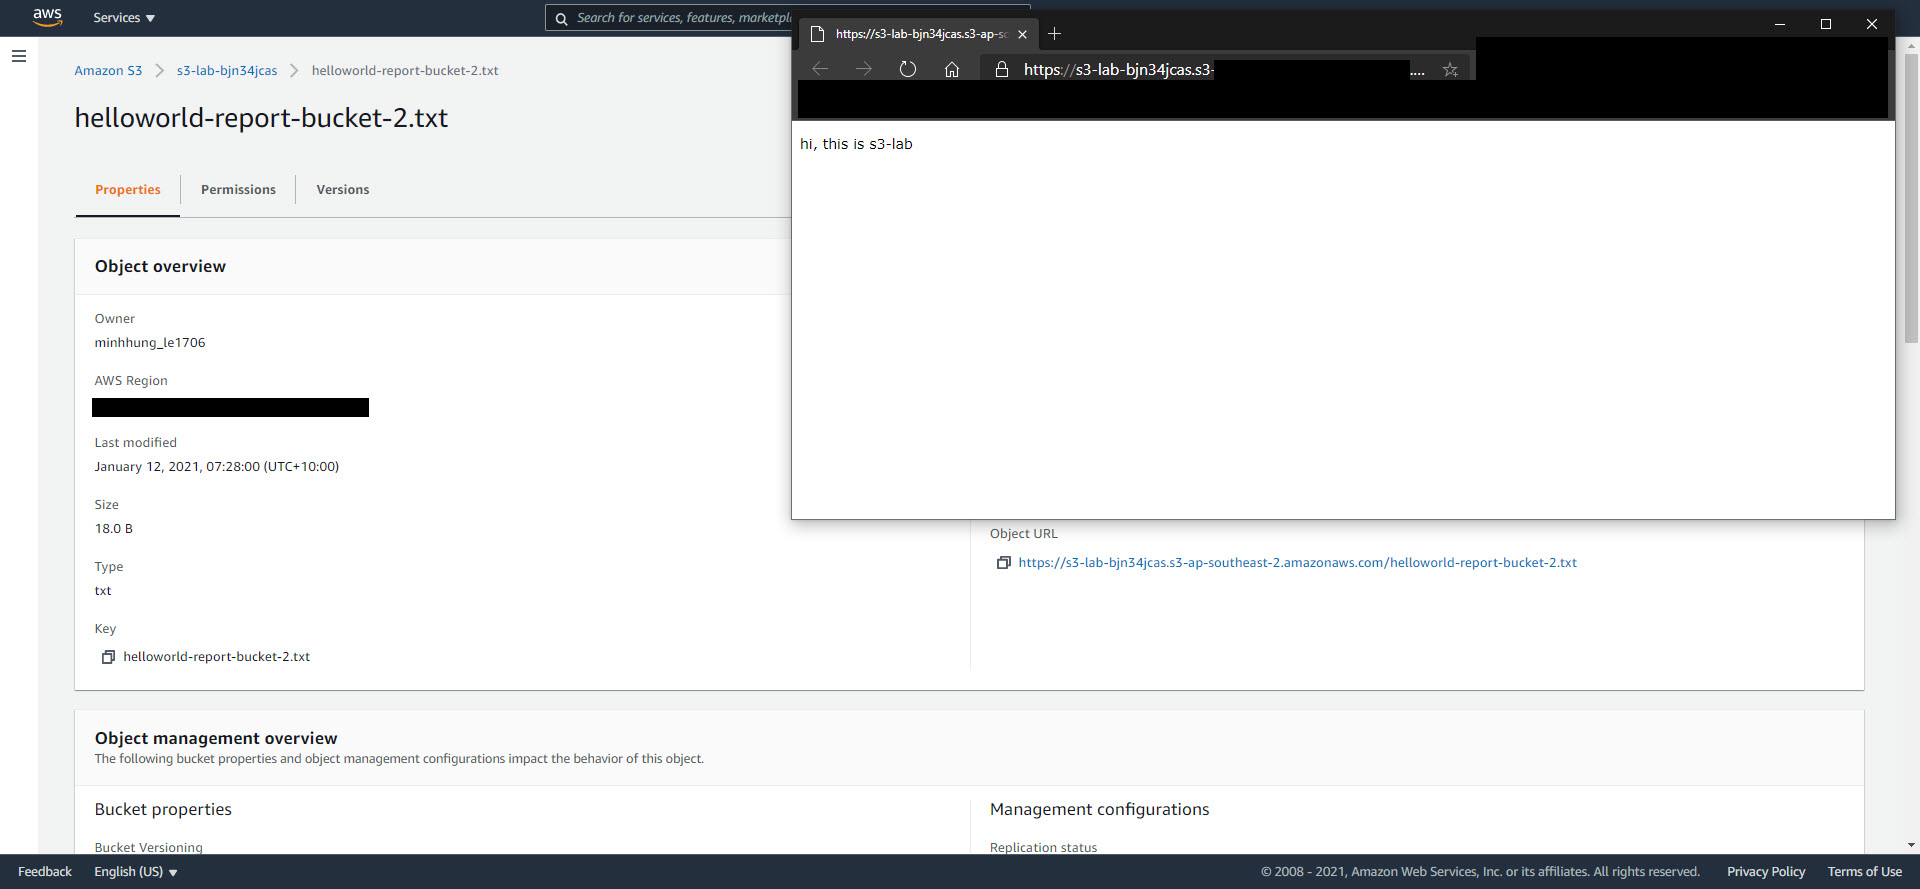 aws
Services ▼
Search for services, features, marketpl
https://s3-lab-bjn34jcas.s3-ap-so
https://s3-lab-bjn34jcas.s3-
....
hi, this is s3-lab
Amazon S3 > s3-lab-bjn34jcas > helloworld-report-bucket-2.txt
helloworld-report-bucket-2.txt
Properties
Permissions
Versions
Object overview
Owner
minhhung_le1706
AWS Region
Last modified
January 12, 2021, 07:28:00 (UTC+10:00)
Size
18.0 B
Type
txt
Key
helloworld-report-bucket-2.txt
Object URL
https://s3-lab-bjn34jcas.s3-ap-southeast-2.amazonaws.com/helloworld-report-bucket-2.txt
Object management overview
The following bucket properties and object management configurations impact the behavior of this object.
Bucket properties
Bucket Versioning
Management configurations
Replication status
Feedback
English (US) ▼
© 2008 - 2021, Amazon Web Services, Inc. or its affiliates. All rights reserved.
Privacy Policy
Terms of Use